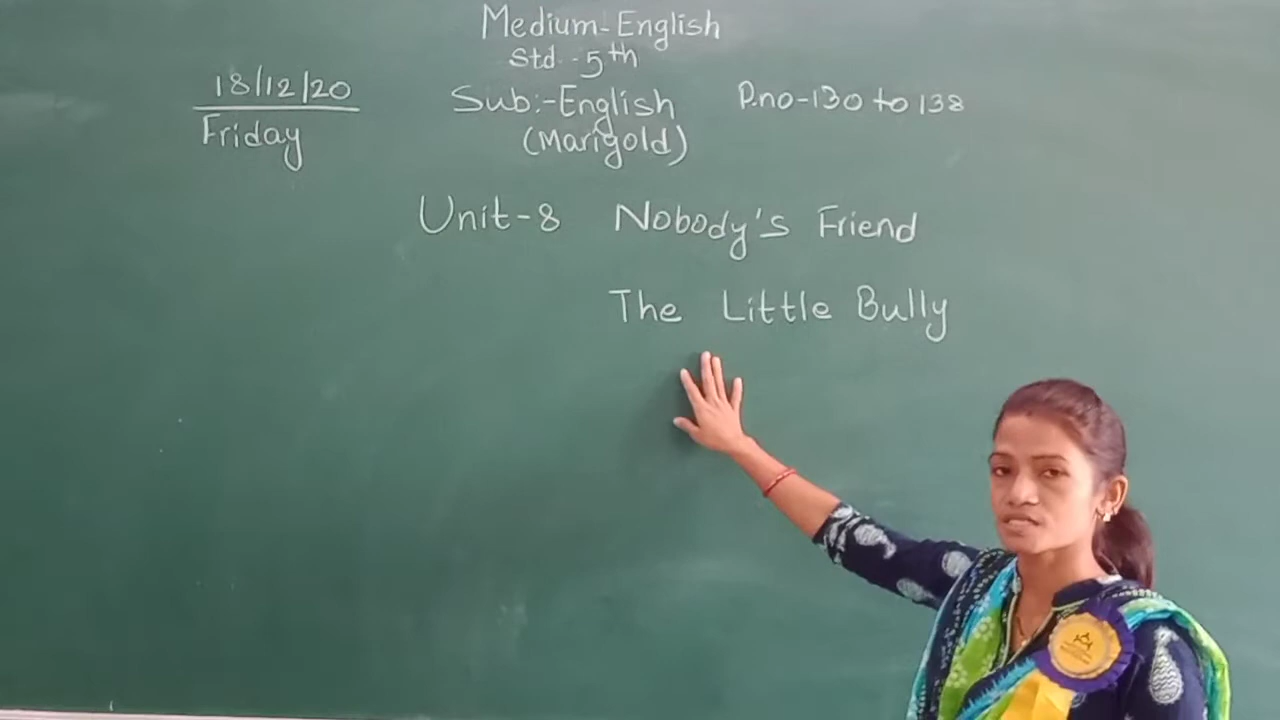 Medium-English
Std.-5th
18/12/20
Friday
Sub:-English
(Marigold)
P.no-130 to 138
Unit-8 Nobody's Friend
The Little Bully